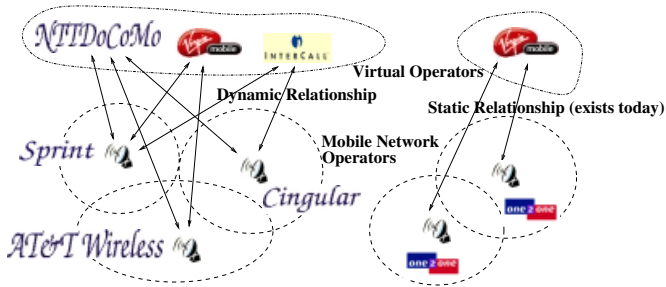 NTTDoCoMo
Virgin mobile
INTERCALL
Virgin mobile
Virtual Operators
Dynamic Relationship
Static Relationship (exists today)
Sprint
Mobile Network
Operators
Cingular
one2one
AT&T Wireless
one2one